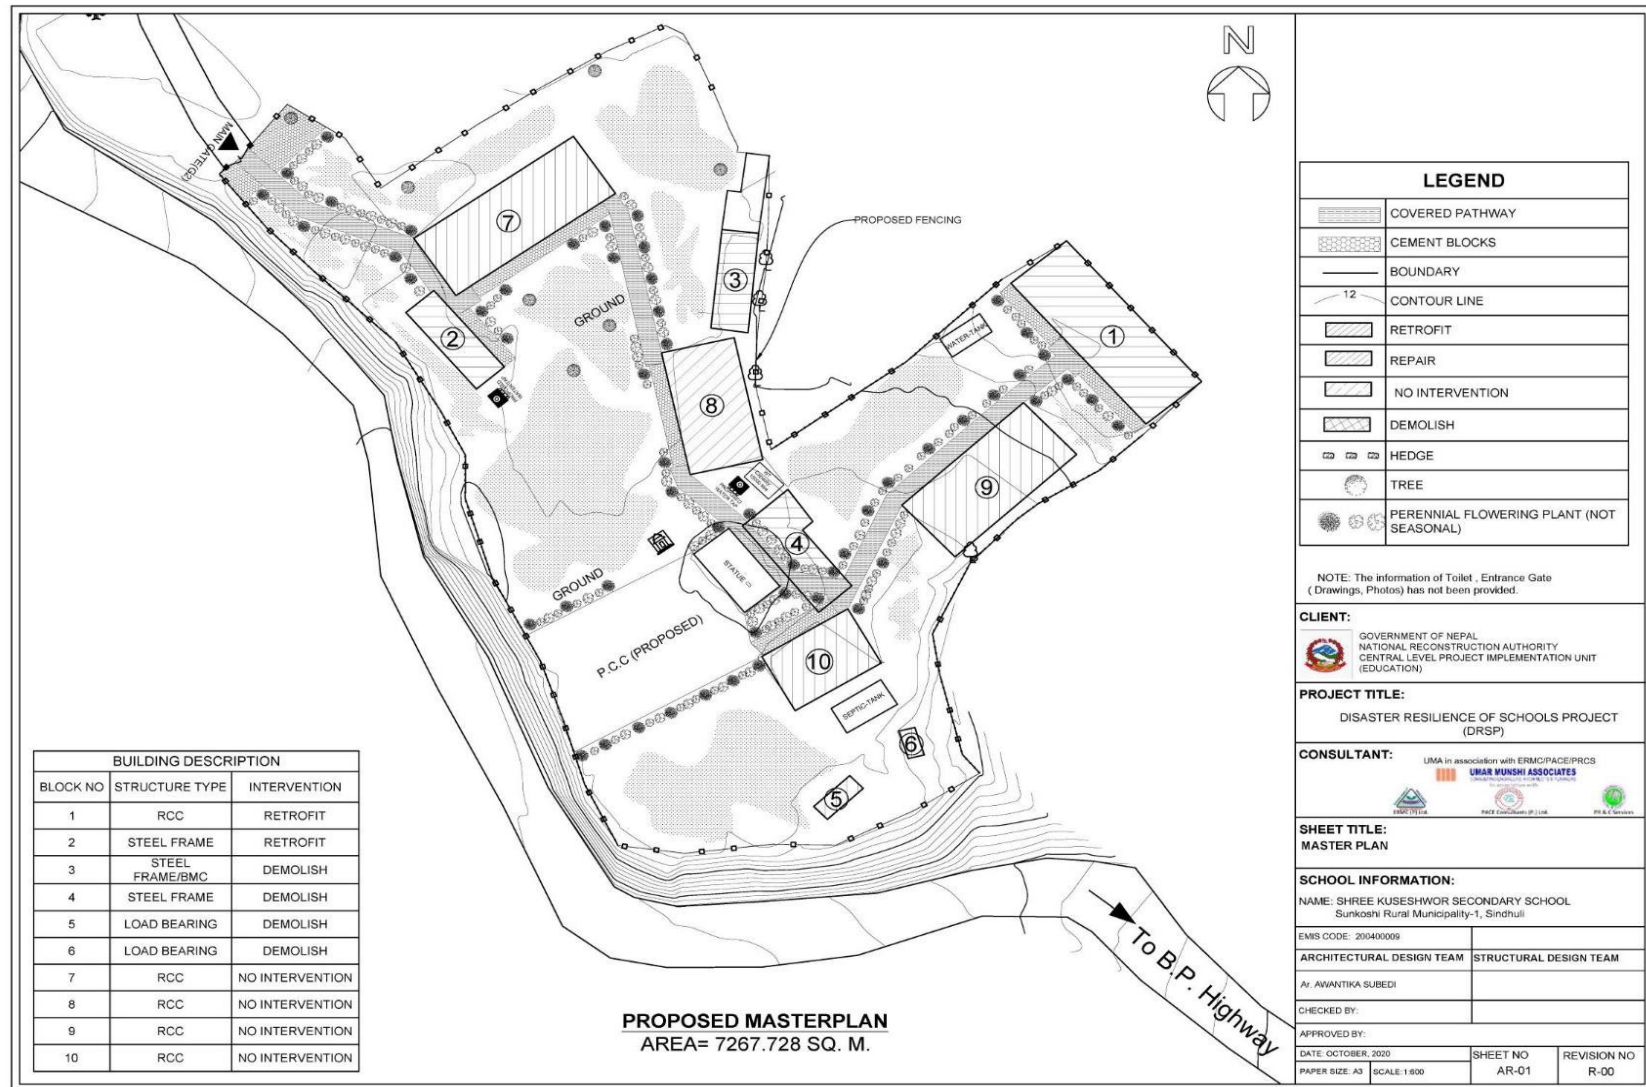 N
MAIN GATE(G2)
7
PROPOSED FENCING
3
GROUND
2
WATER-TANK
1
8
9
4
STATUE
GROUND
P.C.C (PROPOSED)
10
SEPTIC-TANK
6
5
To B.P. Highway
BUILDING DESCRIPTION
BLOCK NO STRUCTURE TYPE INTERVENTION
1 RCC RETROFIT
2 STEEL FRAME RETROFIT
3 STEEL FRAME/BMC DEMOLISH
4 STEEL FRAME DEMOLISH
5 LOAD BEARING DEMOLISH
6 LOAD BEARING DEMOLISH
7 RCC NO INTERVENTION
8 RCC NO INTERVENTION
9 RCC NO INTERVENTION
10 RCC NO INTERVENTION
PROPOSED MASTERPLAN
AREA= 7267.728 SQ. M.
LEGEND
COVERED PATHWAY
CEMENT BLOCKS
BOUNDARY
12 CONTOUR LINE
RETROFIT
REPAIR
NO INTERVENTION
DEMOLISH
HEDGE
TREE
PERENNIAL FLOWERING PLANT (NOT
SEASONAL)
NOTE: The information of Toilet , Entrance Gate
( Drawings, Photos) has not been provided.
CLIENT:
GOVERNMENT OF NEPAL
NATIONAL RECONSTRUCTION AUTHORITY
CENTRAL LEVEL PROJECT IMPLEMENTATION UNIT
(EDUCATION)
PROJECT TITLE:
DISASTER RESILIENCE OF SCHOOLS PROJECT
(DRSP)
CONSULTANT:
UMA in association with ERMC/PACE/PRCS
UMAR MUNSHI ASSOCIATES
ERMC (P) Ltd.
PACE Consultants (P.) Ltd.
SHEET TITLE:
MASTER PLAN
SCHOOL INFORMATION:
NAME: SHREE KUSESHWOR SECONDARY SCHOOL
Sunkoshi Rural Municipality-1, Sindhuli
EMIS CODE: 200400009
ARCHITECTURAL DESIGN TEAM STRUCTURAL DESIGN TEAM
Ar. AWANTIKA SUBEDI
CHECKED BY:
APPROVED BY:
DATE: OCTOBER, 2020
PAPER SIZE: A3 SCALE:1:600
SHEET NO
AR-01
REVISION NO
R-00